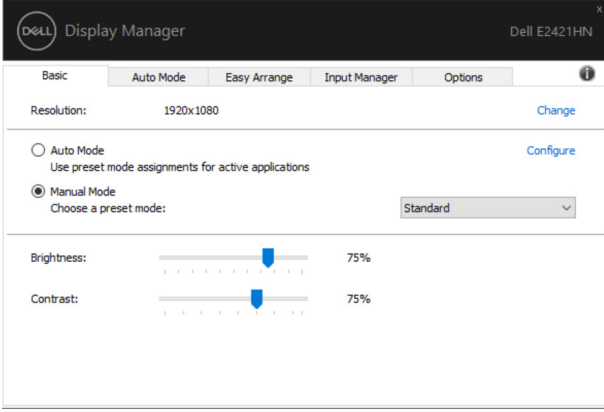 x
DELL Display Manager Dell E2421HN
Basic Auto Mode Easy Arrange Input Manager Options i
Resolution: 1920x1080 Change
Auto Mode Configure
Use preset mode assignments for active applications
Manual Mode
Choose a preset mode: Standard
Brightness: 75%
Contrast: 75%